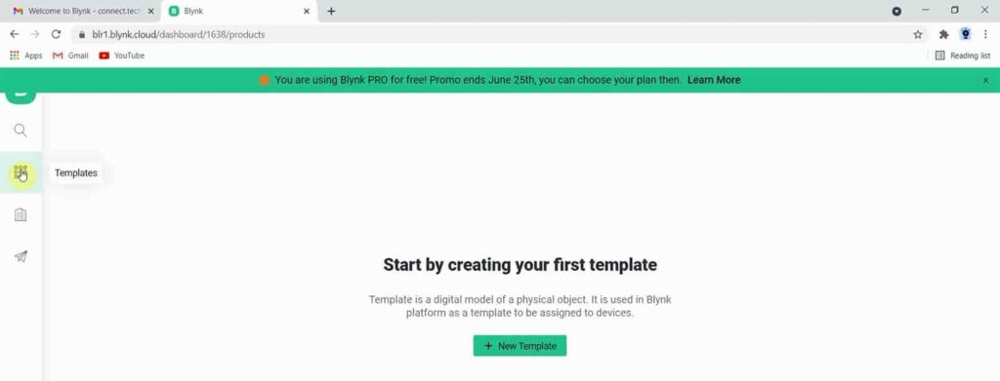 Welcome to Blynk - connect.tech
Blynk
blr1.blynk.cloud/dashboard/1638/products
Apps
Gmail
YouTube
Reading list
You are using Blynk PRO for free! Promo ends June 25th, you can choose your plan then. Learn More
Templates
Start by creating your first template
Template is a digital model of a physical object. It is used in Blynk
platform as a template to be assigned to devices.
+ New Template